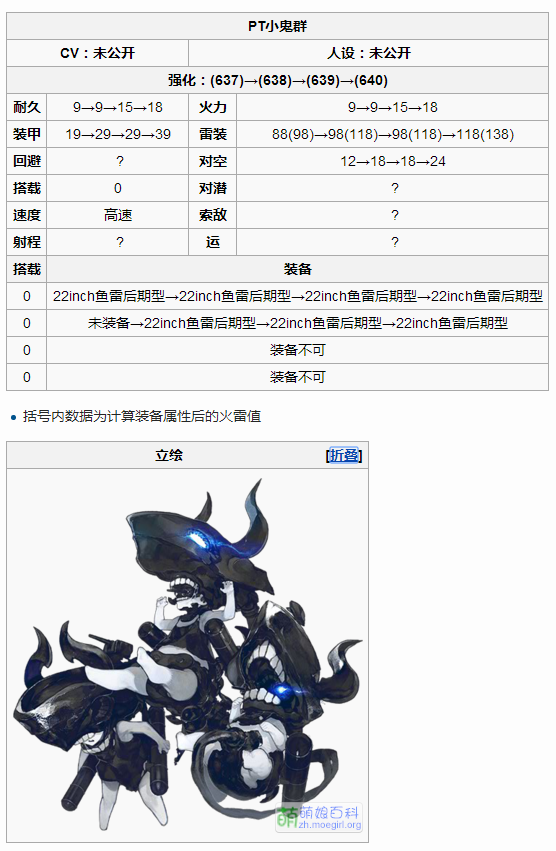 PT小鬼群
CV：未公开 人设：未公开
强化：(637)→(638)→(639)→(640)
耐久 9→9→15→18 火力 9→9→15→18
装甲 19→29→29→39 雷装 88(98)→98(118)→98(118)→118(138)
回避 ? 对空 12→18→18→24
搭载 0 对潜 ?
速度 高速 索敌 ?
射程 ? 运 ?
搭载 装备
0 22inch鱼雷后期型→22inch鱼雷后期型→22inch鱼雷后期型→22inch鱼雷后期型
0 未装备→22inch鱼雷后期型→22inch鱼雷后期型→22inch鱼雷后期型
0 装备不可
0 装备不可
• 括号内数据为计算装备属性后的火雷值
立绘 [折叠]
萌娘百科
zh.moegirl.org